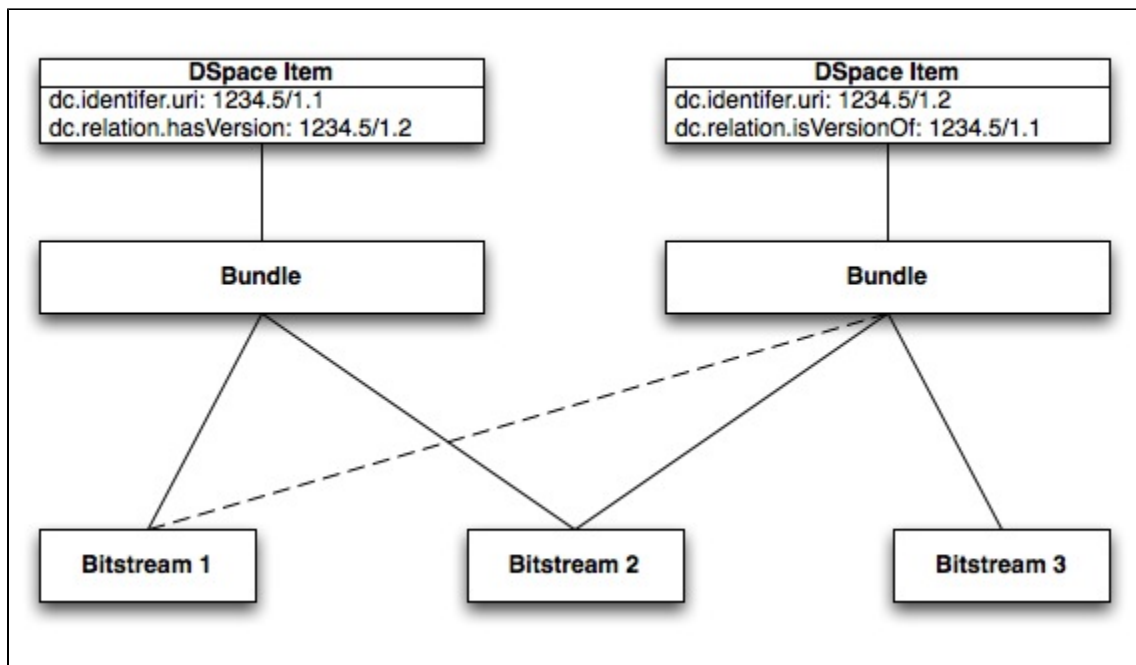 DSpace Item
dc.identifer.uri: 1234.5/1.1
dc.relation.hasVersion: 1234.5/1.2
DSpace Item
dc.identifer.uri: 1234.5/1.2
dc.relation.isVersionOf: 1234.5/1.1
Bundle
Bundle
Bitstream 1
Bitstream 2
Bitstream 3